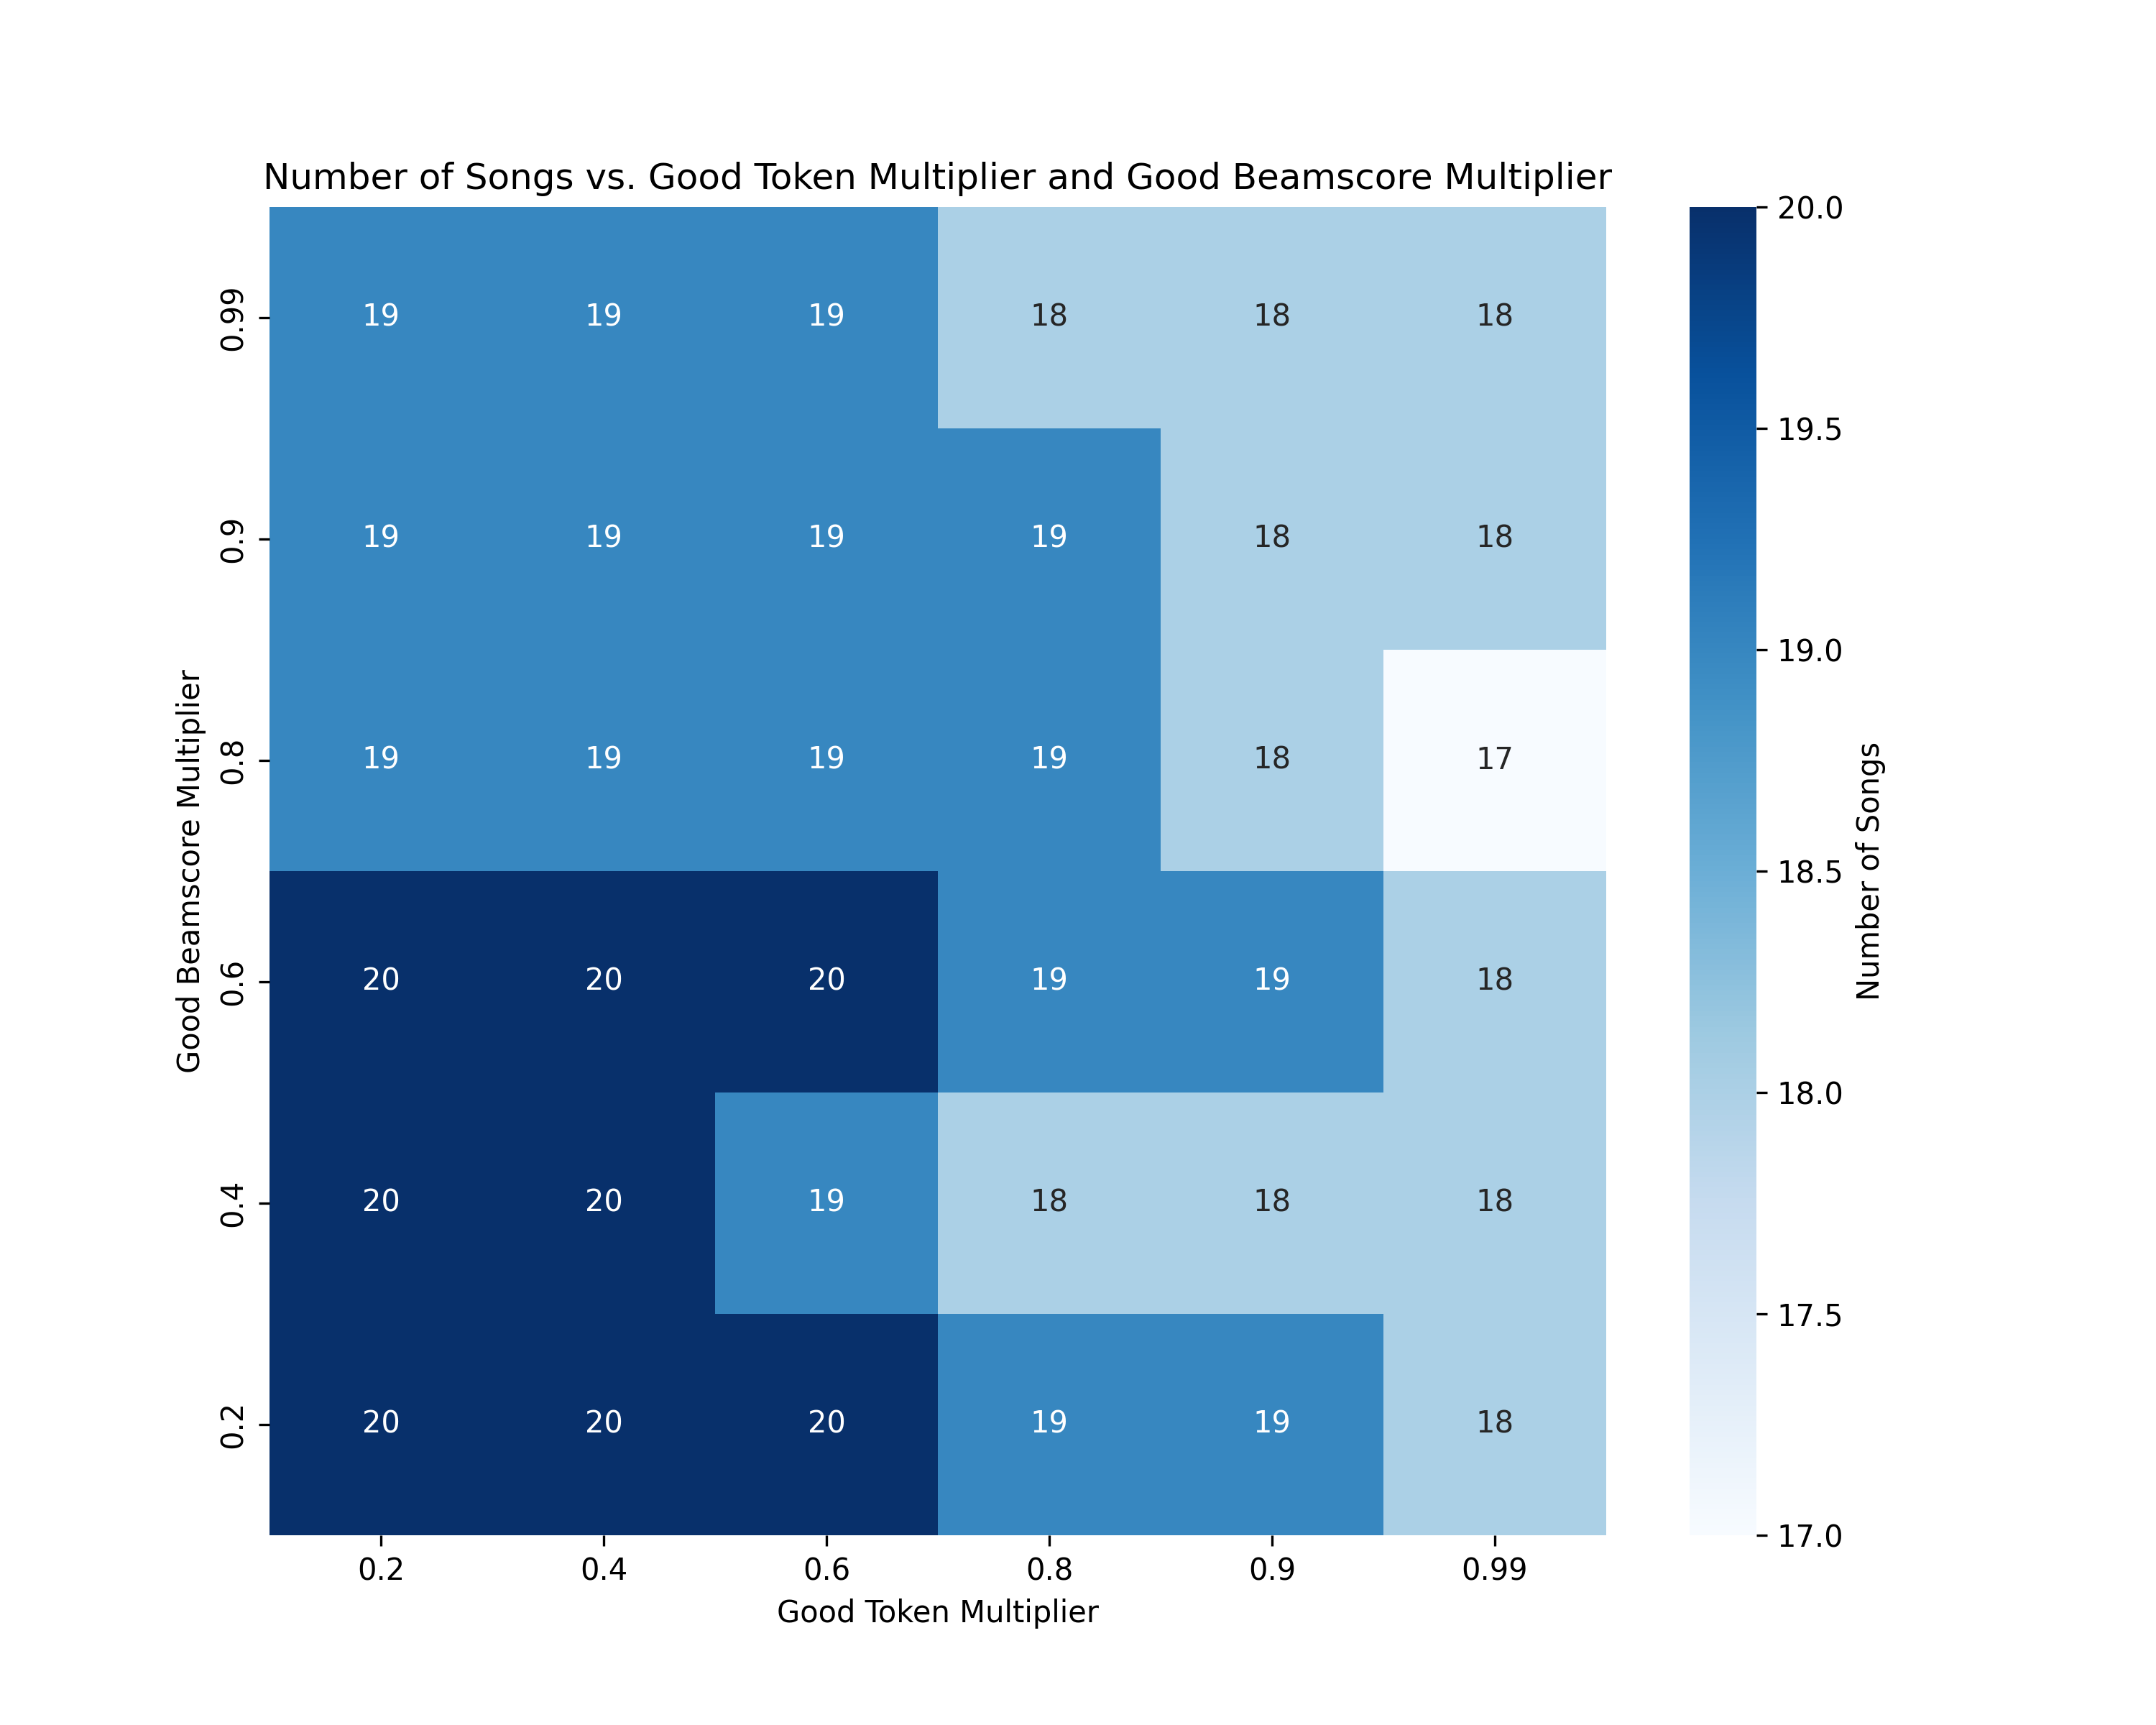 Number of Songs vs. Good Token Multiplier and Good Beamscore Multiplier
Good Beamscore Multiplier
0.99 19 19 19 18 18 18
0.9 19 19 19 19 18 18
0.8 19 19 19 19 18 17
0.6 20 20 20 19 19 18
0.4 20 20 19 18 18 18
0.2 20 20 20 19 19 18
0.2 0.4 0.6 0.8 0.9 0.99
Good Token Multiplier
20.0
19.5
19.0
18.5
18.0
17.5
17.0
Number of Songs